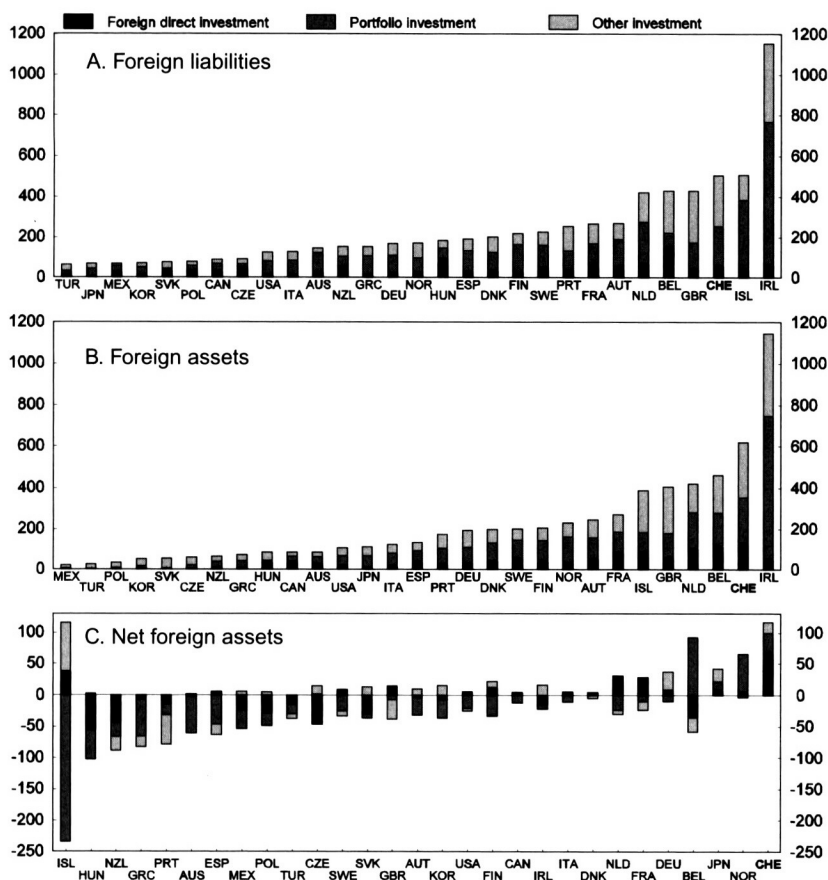 Foreign direct investment Portfolio investment Other investment
1200 1200
A. Foreign liabilities
1000 1000
800 800
600 600
400 400
200 200
0 0
TUR MEX SVK CAN USA AUS GRC NOR ESP FIN PRT AUT BEL CHE IRL
JPN KOR POL CZE ITA NZL DEU HUN DNK SWE FRA NLD GBR ISL
1200 1200
B. Foreign assets
1000 1000
800 800
600 600
400 400
200 200
0 0
MEX POL SVK NZL HUN AUS JPN ESP DEU SWE NOR FRA GBR BEL IRL
TUR KOR CZE GRC CAN USA ITA PRT DNK FIN AUT ISL NLD CHE
100 100
C. Net foreign assets
50 50
0 0
-50 -50
-100 -100
-150 -150
-200 -200
-250 -250
ISL NZL PRT ESP POL CZE SVK AUT USA CAN ITA NLD DEU JPN CHE
HUN GRC AUS MEX TUR SWE GBR KOR FIN IRL DNK FRA BEL NOR